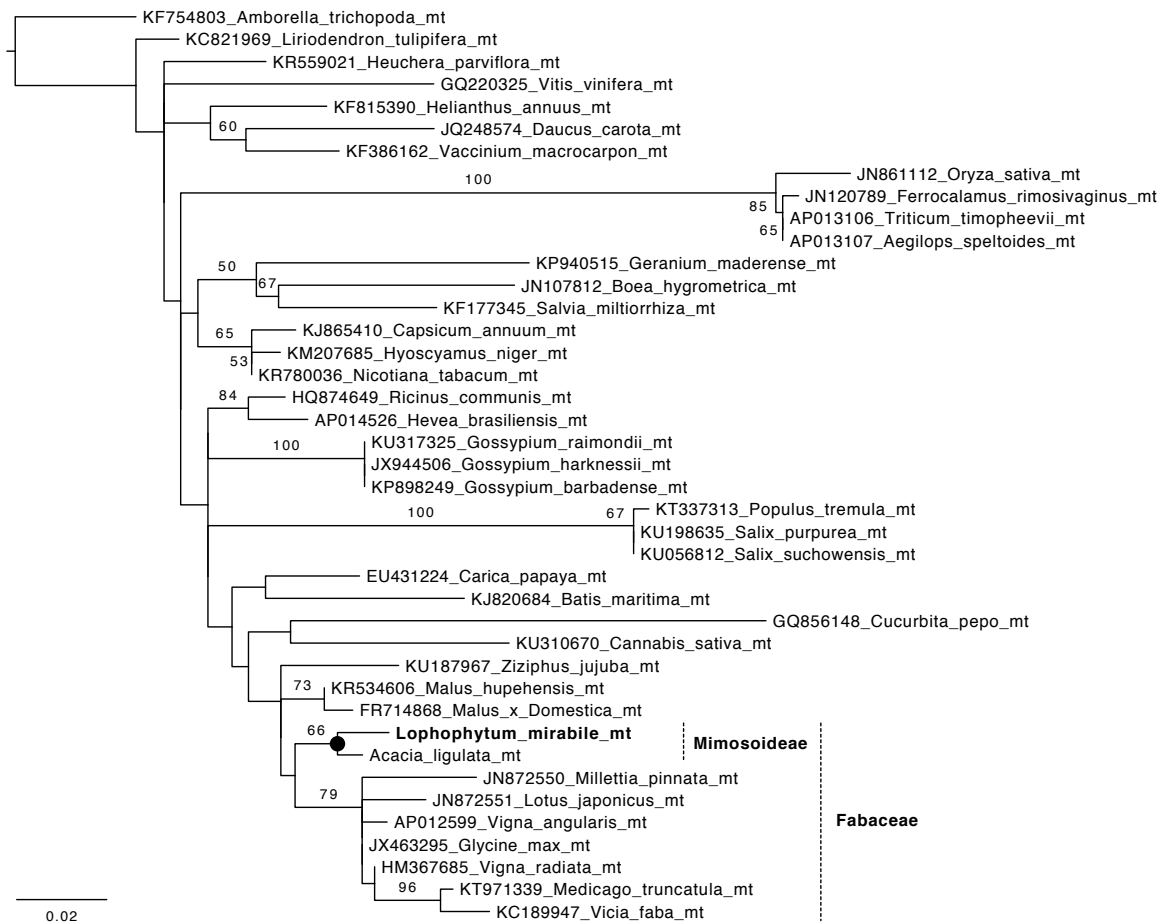 KF754803_Amborella_trichopoda_mt
KC821969_Liriodendron_tulipifera_mt
KR559021_Heuchera_parviflora_mt
GQ220325_Vitis_vinifera_mt
KF815390_Helianthus_annuus_mt
60
JQ248574_Daucus_carota_mt
KF386162_Vaccinium_macrocarpon_mt
JN861112_Oryza_sativa_mt
100
JN120789_Ferrocalamus_rimosivaginus_mt
85
AP013106_Triticum_timopheevii_mt
65
AP013107_Aegilops_speltoides_mt
50
KP940515_Geranium_maderense_mt
67
JN107812_Boea_hygrometrica_mt
KF177345_Salvia_miltiorrhiza_mt
65
KJ865410_Capsicum_annuum_mt
KM207685_Hyoscyamus_niger_mt
53
KR780036_Nicotiana_tabacum_mt
84
HQ874649_Ricinus_communis_mt
AP014526_Hevea_brasiliensis_mt
100
KU317325_Gossypium_raimondii_mt
JX944506_Gossypium_harknessii_mt
KP898249_Gossypium_barbadense_mt
100
67
KT337313_Populus_tremula_mt
KU198635_Salix_purpurea_mt
KU056812_Salix_suchowensis_mt
EU431224_Carica_papaya_mt
KJ820684_Batis_maritima_mt
GQ856148_Cucurbita_pepo_mt
KU310670_Cannabis_sativa_mt
KU187967_Ziziphus_jujuba_mt
73
KR534606_Malus_hupehensis_mt
FR714868_Malus_x_Domestica_mt
66
Lophophytum_mirabile_mt
Mimosoideae
Acacia_ligulata_mt
JN872550_Millettia_pinnata_mt
79
JN872551_Lotus_japonicus_mt
AP012599_Vigna_angularis_mt
Fabaceae
JX463295_Glycine_max_mt
HM367685_Vigna_radiata_mt
96
KT971339_Medicago_truncatula_mt
KC189947_Vicia_faba_mt
0.02